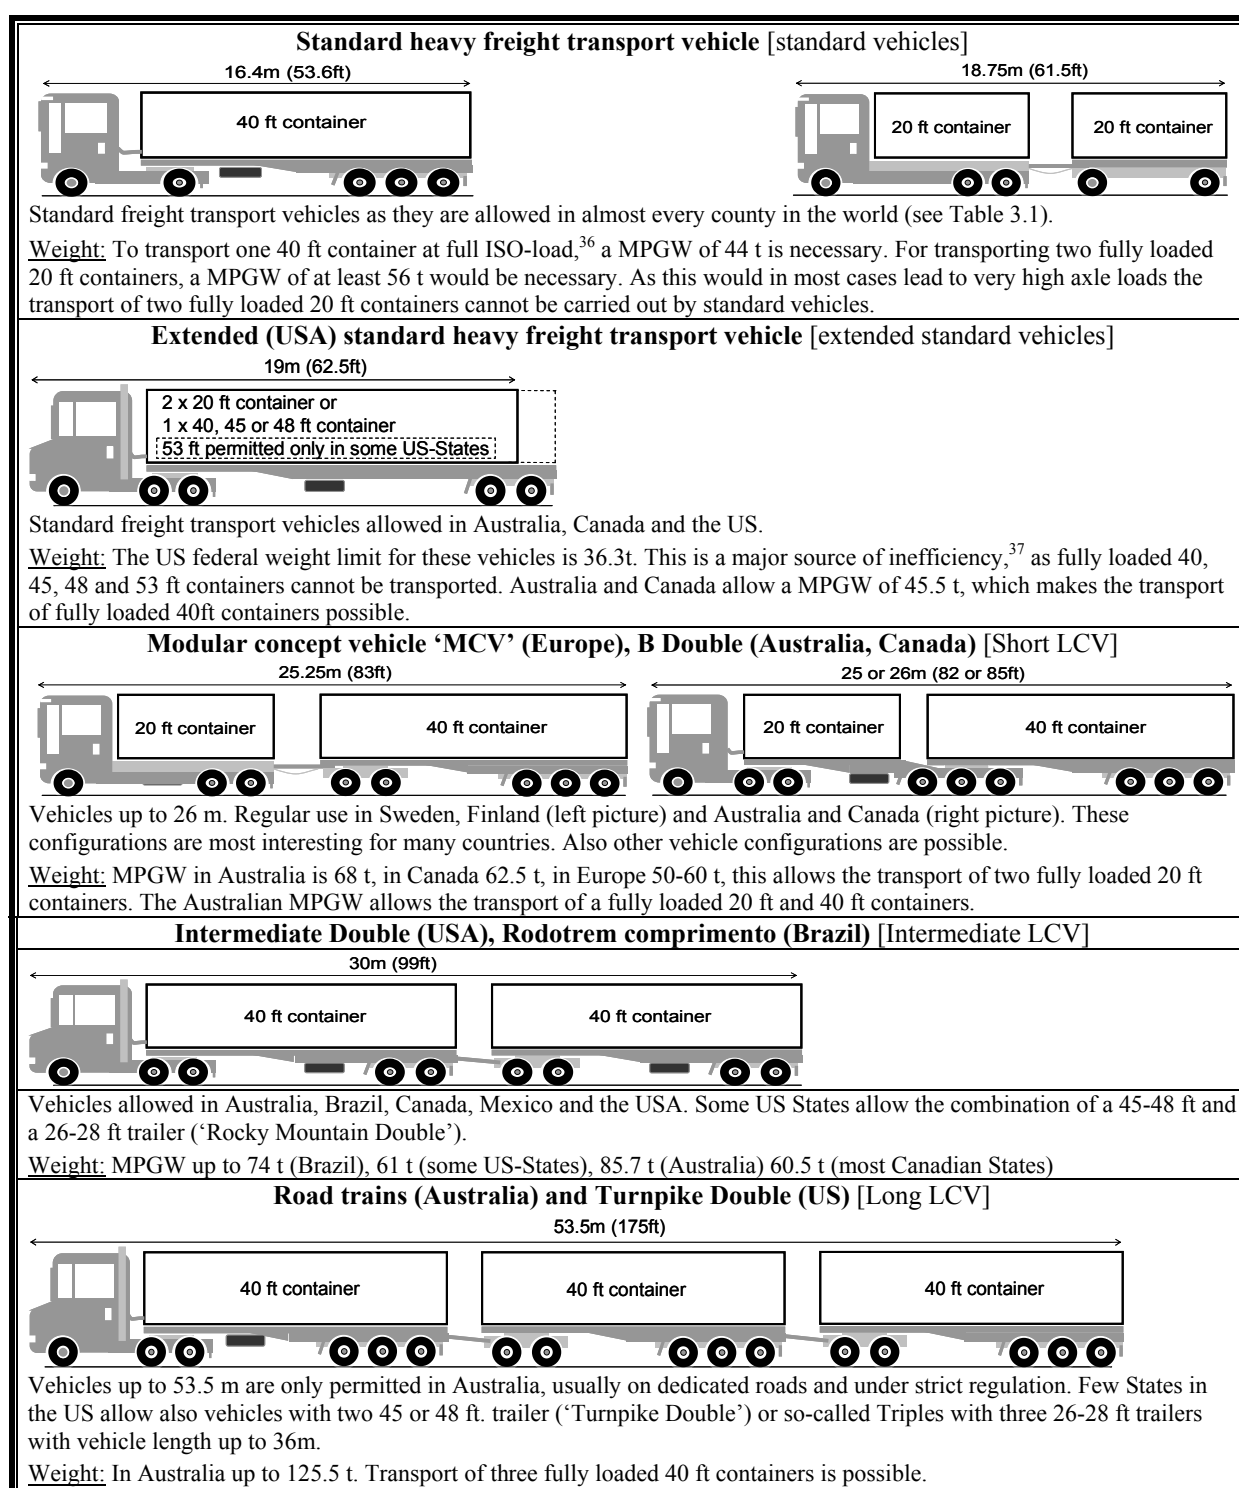 Standard heavy freight transport vehicle [standard vehicles]
16.4m (53.6ft)
18.75m (61.5ft)
40 ft container
20 ft container
20 ft container
Standard freight transport vehicles as they are allowed in almost every county in the world (see Table 3.1).
Weight: To transport one 40 ft container at full ISO-load,36 a MPGW of 44 t is necessary. For transporting two fully loaded
20 ft containers, a MPGW of at least 56 t would be necessary. As this would in most cases lead to very high axle loads the
transport of two fully loaded 20 ft containers cannot be carried out by standard vehicles.
Extended (USA) standard heavy freight transport vehicle [extended standard vehicles]
19m (62.5ft)
2 x 20 ft container or
1 x 40, 45 or 48 ft container
53 ft permitted only in some US-States
Standard freight transport vehicles allowed in Australia, Canada and the US.
Weight: The US federal weight limit for these vehicles is 36.3t. This is a major source of inefficiency,37 as fully loaded 40,
45, 48 and 53 ft containers cannot be transported. Australia and Canada allow a MPGW of 45.5 t, which makes the transport
of fully loaded 40ft containers possible.
Modular concept vehicle ‘MCV’ (Europe), B Double (Australia, Canada) [Short LCV]
25.25m (83ft)
25 or 26m (82 or 85ft)
20 ft container
40 ft container
20 ft container
40 ft container
Vehicles up to 26 m. Regular use in Sweden, Finland (left picture) and Australia and Canada (right picture). These
configurations are most interesting for many countries. Also other vehicle configurations are possible.
Weight: MPGW in Australia is 68 t, in Canada 62.5 t, in Europe 50-60 t, this allows the transport of two fully loaded 20 ft
containers. The Australian MPGW allows the transport of a fully loaded 20 ft and 40 ft containers.
Intermediate Double (USA), Rodotrem comprimento (Brazil) [Intermediate LCV]
30m (99ft)
40 ft container
40 ft container
Vehicles allowed in Australia, Brazil, Canada, Mexico and the USA. Some US States allow the combination of a 45-48 ft and
a 26-28 ft trailer (‘Rocky Mountain Double’).
Weight: MPGW up to 74 t (Brazil), 61 t (some US-States), 85.7 t (Australia) 60.5 t (most Canadian States)
Road trains (Australia) and Turnpike Double (US) [Long LCV]
53.5m (175ft)
40 ft container
40 ft container
40 ft container
Vehicles up to 53.5 m are only permitted in Australia, usually on dedicated roads and under strict regulation. Few States in
the US allow also vehicles with two 45 or 48 ft. trailer (‘Turnpike Double’) or so-called Triples with three 26-28 ft trailers
with vehicle length up to 36m.
Weight: In Australia up to 125.5 t. Transport of three fully loaded 40 ft containers is possible.